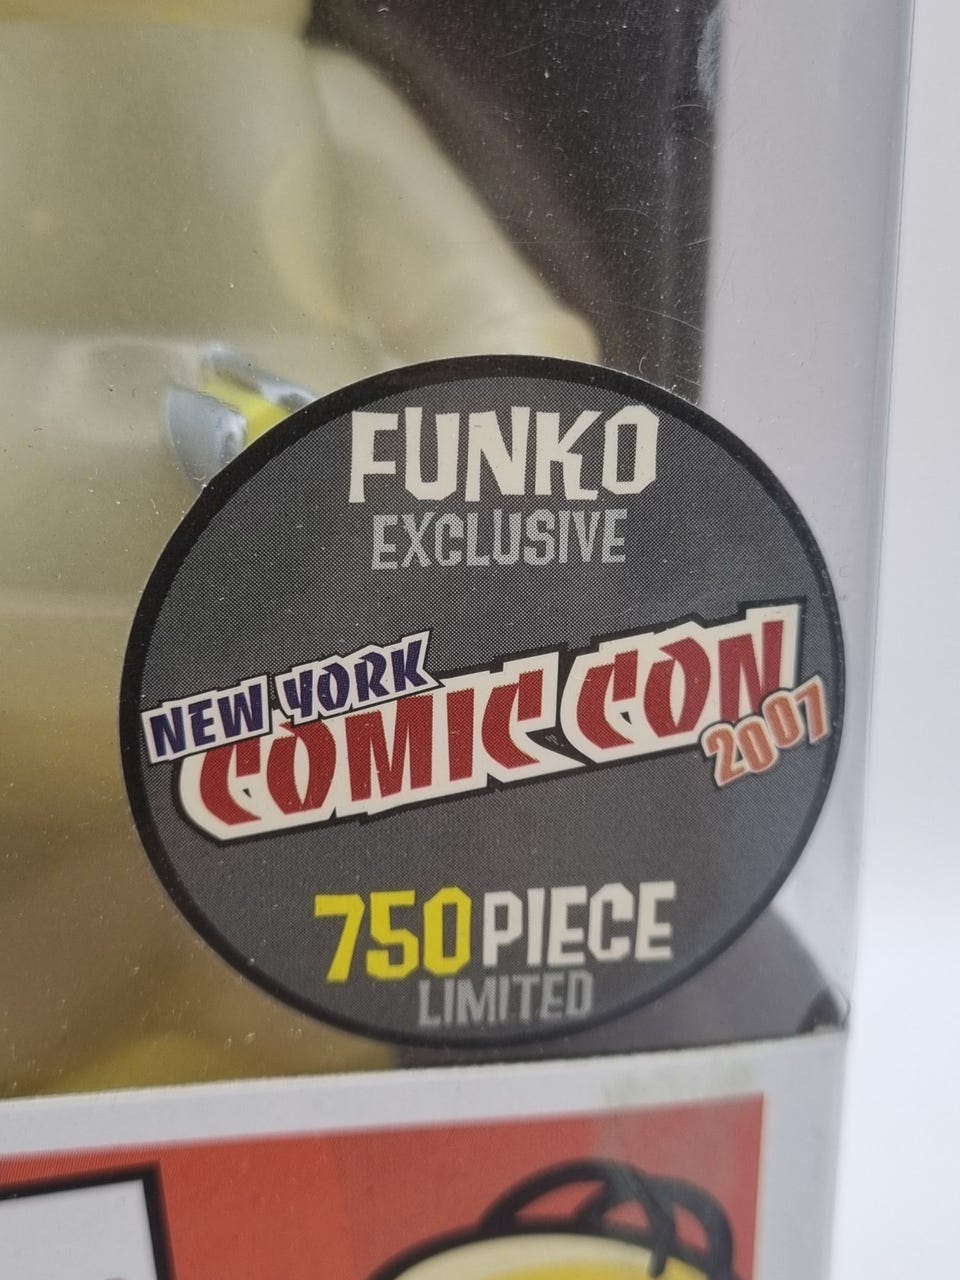 FUNKO
EXCLUSIVE
NEW YORK
COMIC CON
2007
750 PIECE
LIMITED